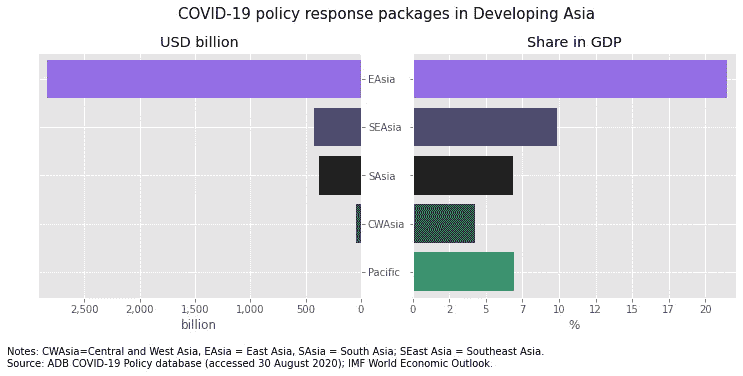 COVID-19 policy response packages in Developing Asia
USD billion
Share in GDP
EAsia
SEAsia
SAsia
CWAsia
Pacific
2,500 2,000 1,500 1,000 500 0
0 2 5 7 10 12 15 17 20
billion
%
Notes: CWAsia=Central and West Asia, EAsia = East Asia, SAsia = South Asia; SEast Asia = Southeast Asia.
Source: ADB COVID-19 Policy database (accessed 30 August 2020); IMF World Economic Outlook.